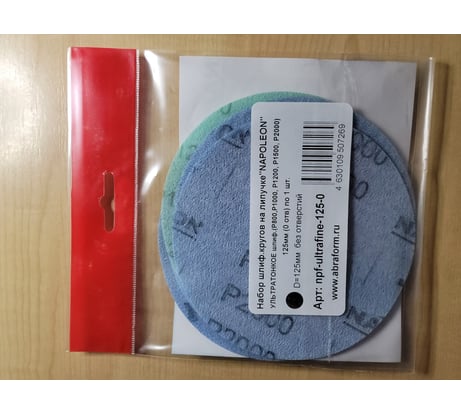 Набор шлиф.кругов на липучке"NAPOLEON"
УЛЬТРАТОНКОЕ шлиф.(P800,P1000, P1200, P1500, P2000)
125мм (0 отв) по 1 шт.
D=125мм без отверстий
Арт: npf-ultrafine-125-0
www.abraform.ru
4 630109 507269
P2000
P2000